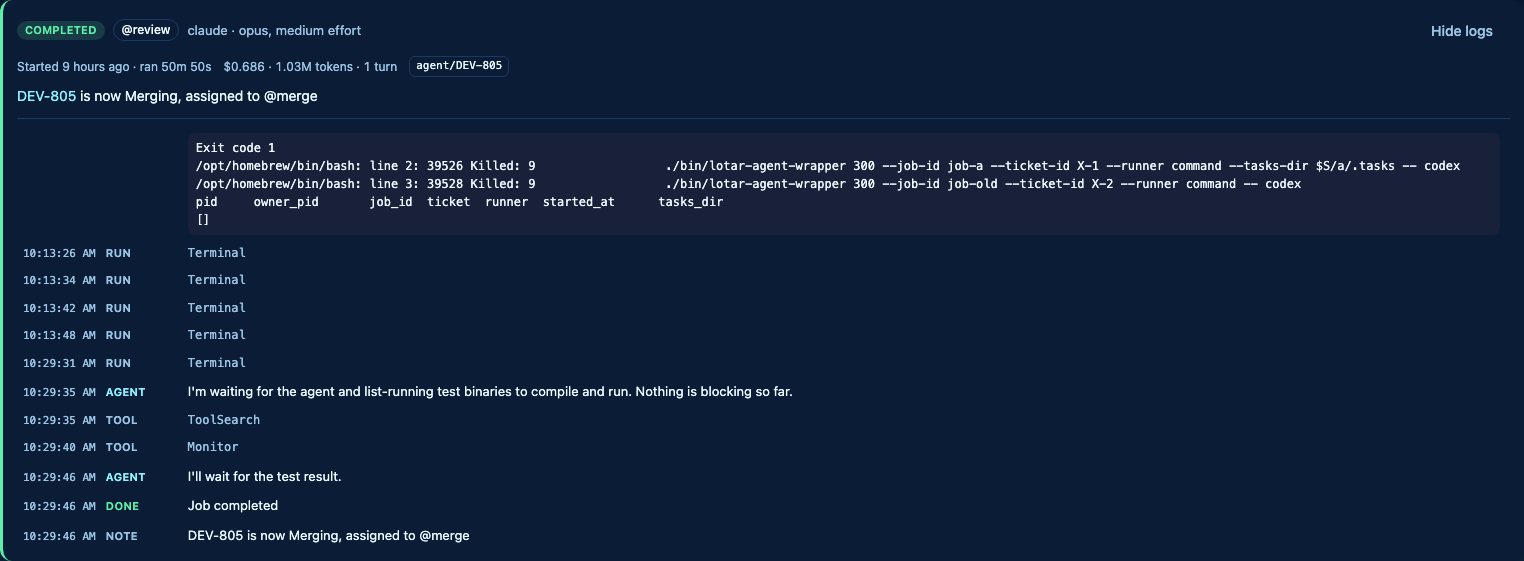 COMPLETED @review claude · opus, medium effort Hide logs
Started 9 hours ago · ran 50m 50s $0.686 · 1.03M tokens · 1 turn agent/DEV-805
DEV-805 is now Merging, assigned to @merge
Exit code 1
/opt/homebrew/bin/bash: line 2: 39526 Killed: 9 ./bin/lotar-agent-wrapper 300 --job-id job-a --ticket-id X-1 --runner command --tasks-dir $S/a/.tasks -- codex
/opt/homebrew/bin/bash: line 3: 39528 Killed: 9 ./bin/lotar-agent-wrapper 300 --job-id job-old --ticket-id X-2 --runner command -- codex
pid owner_pid job_id ticket runner started_at tasks_dir
[]
10:13:26 AM RUN Terminal
10:13:34 AM RUN Terminal
10:13:42 AM RUN Terminal
10:13:48 AM RUN Terminal
10:29:31 AM RUN Terminal
10:29:35 AM AGENT I'm waiting for the agent and list-running test binaries to compile and run. Nothing is blocking so far.
10:29:35 AM TOOL ToolSearch
10:29:40 AM TOOL Monitor
10:29:46 AM AGENT I'll wait for the test result.
10:29:46 AM DONE Job completed
10:29:46 AM NOTE DEV-805 is now Merging, assigned to @merge